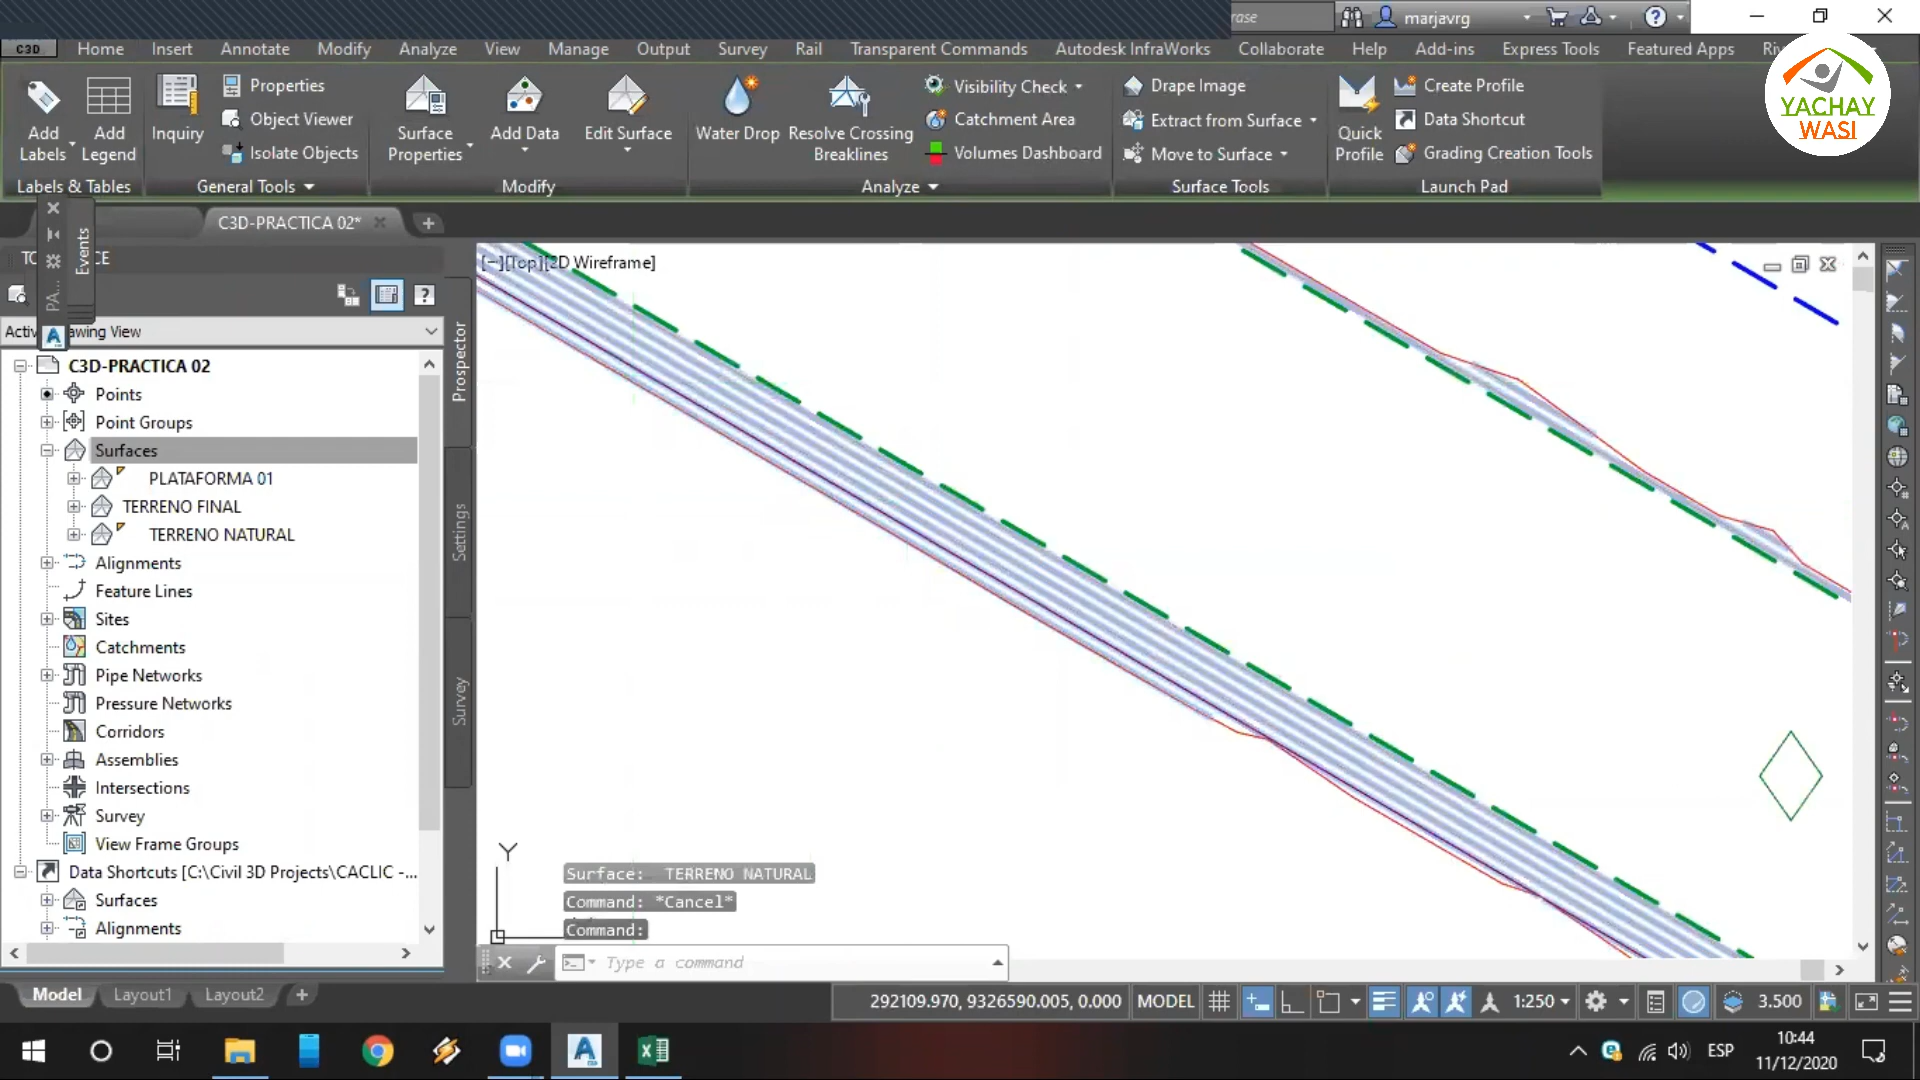 rase
marjavrg
C3D
Home Insert Annotate Modify Analyze View Manage Output Survey Rail Transparent Commands Autodesk InfraWorks Collaborate Help Add-ins Express Tools Featured Apps
YACHAY
WASI
Add
Labels
Add
Legend
Labels & Tables
Inquiry
Properties
Object Viewer
Isolate Objects
General Tools
Surface
Properties
Add Data
Edit Surface
Modify
Water Drop
Resolve Crossing
Breaklines
Visibility Check
Catchment Area
Volumes Dashboard
Analyze
Drape Image
Extract from Surface
Move to Surface
Surface Tools
Quick
Profile
Create Profile
Data Shortcut
Grading Creation Tools
Launch Pad
C3D-PRACTICA 02*
Events
PA...
Prospector
Settings
Survey
C3D-PRACTICA 02
Points
Point Groups
Surfaces
PLATAFORMA 01
TERRENO FINAL
TERRENO NATURAL
Alignments
Feature Lines
Sites
Catchments
Pipe Networks
Pressure Networks
Corridors
Assemblies
Intersections
Survey
View Frame Groups
Data Shortcuts [C:\Civil 3D Projects\CACLIC -...
Surfaces
Alignments
[−][Top][2D Wireframe]
Y
Surface: TERRENO NATURAL
Command: *Cancel*
Command:
Type a command
Model Layout1 Layout2 +
292109.970, 9326590.005, 0.000 MODEL 1:250 3.500
ESP
10:44
11/12/2020